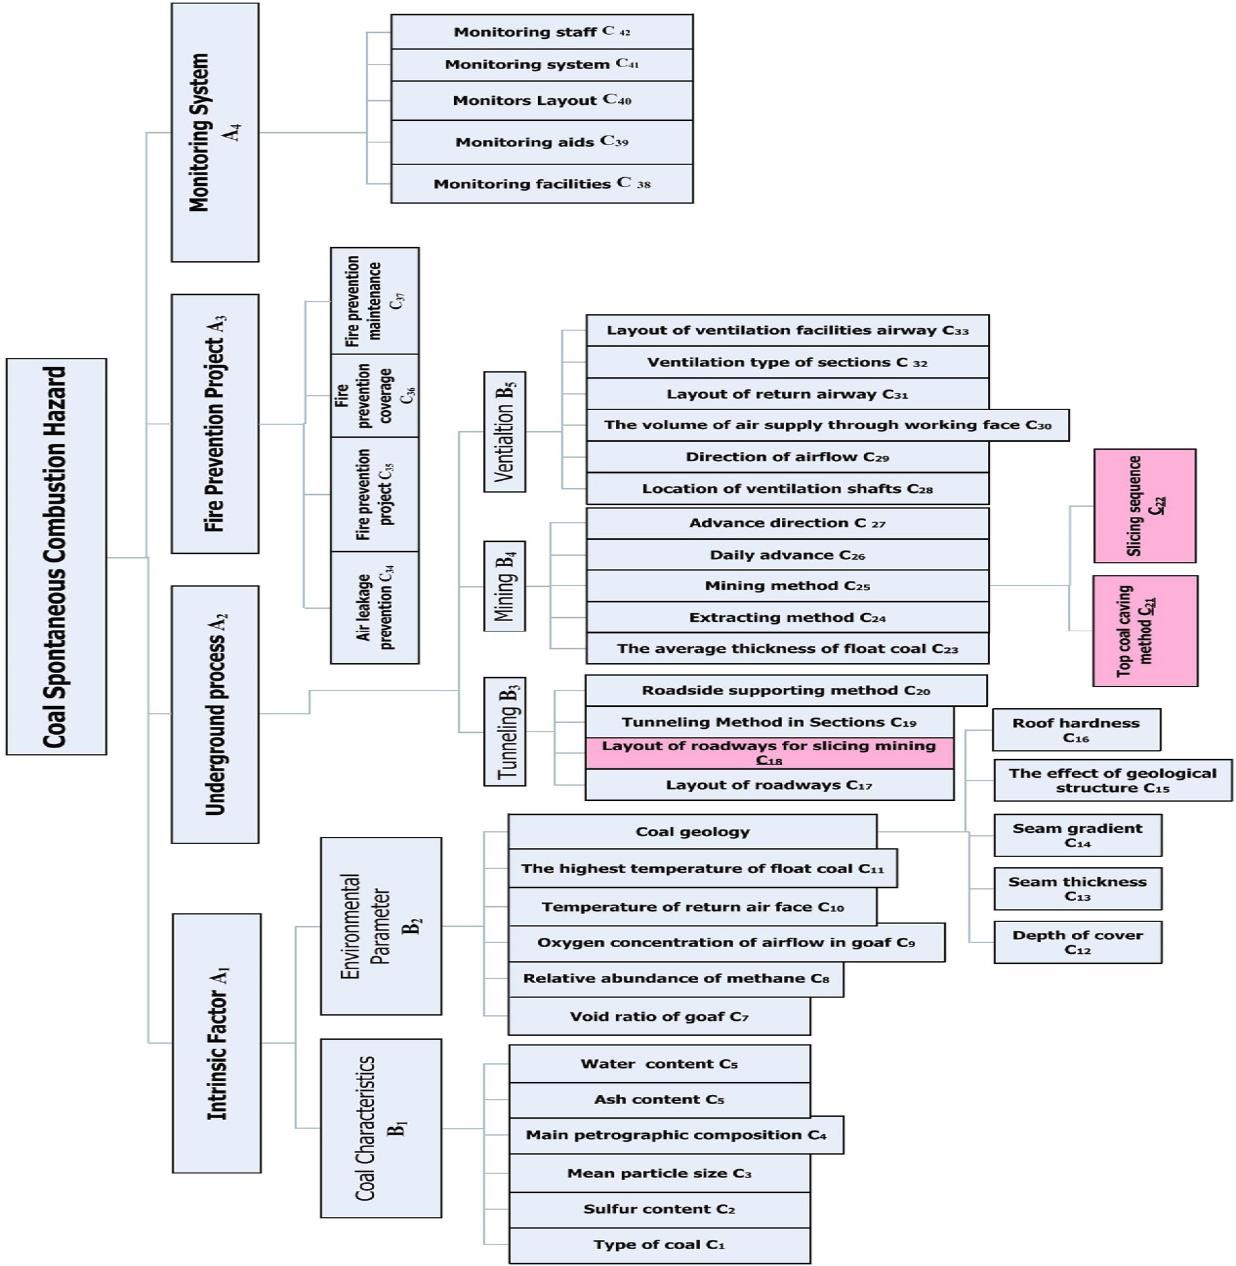 Coal Spontaneous Combustion Hazard
Monitoring System
A4
Monitoring staff C 42
Monitoring system C41
Monitors Layout C40
Monitoring aids C39
Monitoring facilities C 38
Fire Prevention Project A3
Fire prevention
maintenance
C37
Fire
prevention
coverage
C36
Fire prevention
project C35
Air leakage
prevention C34
Underground process A2
Ventialtion B5
Layout of ventilation facilities airway C33
Ventilation type of sections C 32
Layout of return airway C31
The volume of air supply through working face C30
Direction of airflow C29
Location of ventilation shafts C28
Mining B4
Advance direction C 27
Daily advance C26
Mining method C25
Extracting method C24
The average thickness of float coal C23
Slicing sequence
C22
Top coal caving
method C21
Tunneling B3
Roadside supporting method C20
Tunneling Method in Sections C19
Layout of roadways for slicing mining
C18
Layout of roadways C17
Intrinsic Factor A1
Environmental
Parameter
B2
Coal geology
The highest temperature of float coal C11
Temperature of return air face C10
Oxygen concentration of airflow in goaf C9
Relative abundance of methane C8
Void ratio of goaf C7
Roof hardness
C16
The effect of geological
structure C15
Seam gradient
C14
Seam thickness
C13
Depth of cover
C12
Coal Characteristics
B1
Water content C5
Ash content C5
Main petrographic composition C4
Mean particle size C3
Sulfur content C2
Type of coal C1